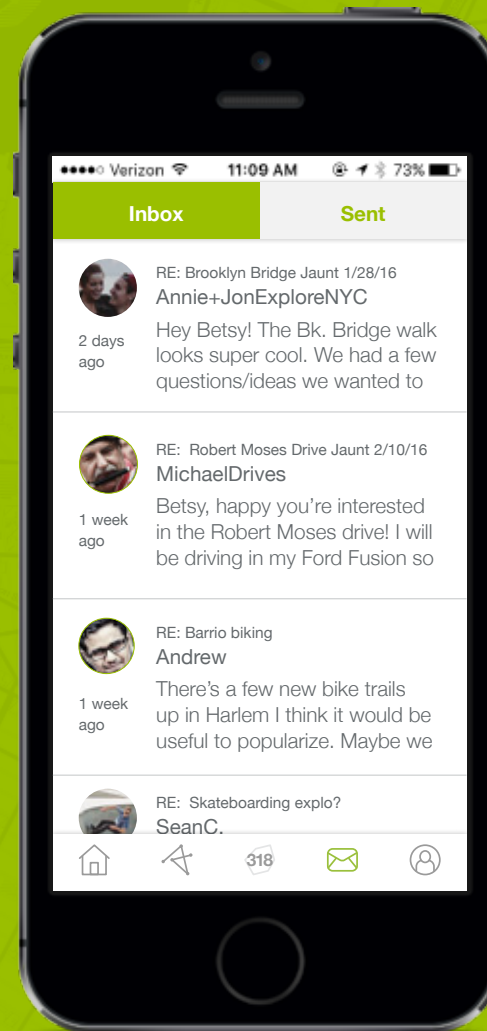 Verizon 11:09 AM 73%
Inbox Sent
RE: Brooklyn Bridge Jaunt 1/28/16
Annie+JonExploreNYC
2 days
ago
Hey Betsy! The Bk. Bridge walk
looks super cool. We had a few
questions/ideas we wanted to
RE: Robert Moses Drive Jaunt 2/10/16
MichaelDrives
1 week
ago
Betsy, happy you’re interested
in the Robert Moses drive! I will
be driving in my Ford Fusion so
RE: Barrio biking
Andrew
1 week
ago
There’s a few new bike trails
up in Harlem I think it would be
useful to popularize. Maybe we
RE: Skateboarding explo?
SeanC.
318